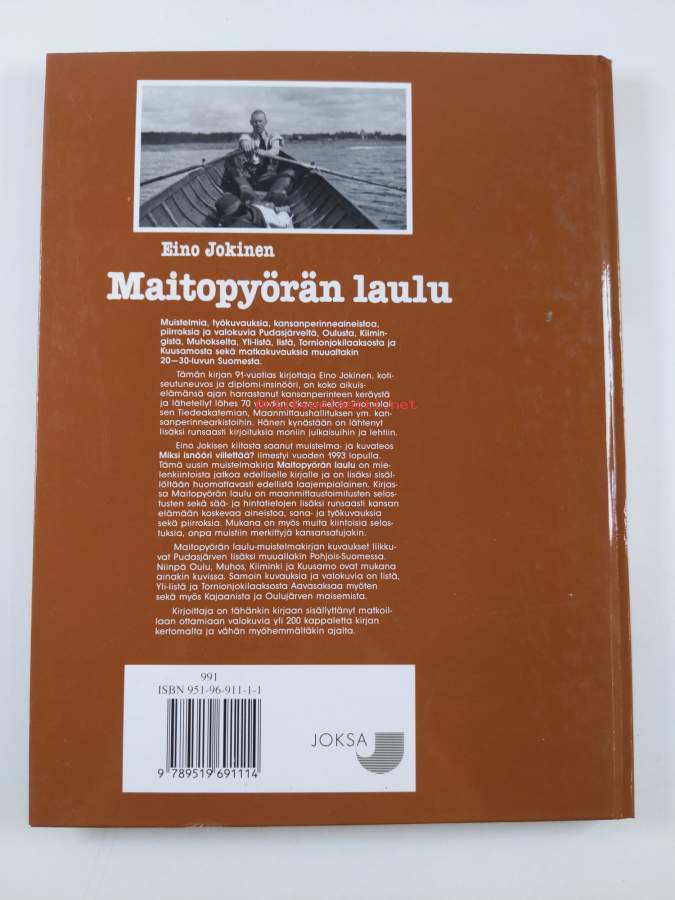 Eino Jokinen
Maitopyörän laulu
Muistelmia, työkuvauksia, kansanperinneaineistoa,
piirroksia ja valokuvia Pudasjärveltä, Oulusta, Kiimin-
gistä, Muhokselta, Yli-Iistä, Iistä, Tornionjokilaaksosta ja
Kuusamosta sekä matkakuvauksia muualtakin
20—30-luvun Suomesta.
Tämän kirjan 91-vuotias kirjottaja Eino Jokinen, koti-
seutuneuvos ja diplomi-insinööri, on koko aikuis-
elämänsä ajan harrastanut kansanperinteen keräystä
ja lähetellyt lähes 70 vuoden
sen Tiedeakatemian, Maanmittaushallituksen ym. kan-
sanperinnearkistoihin. Hänen kynästään on lähtenyt
lisäksi runsaasti kirjoituksia moniin julkaisuihin ja lehtiin.
Eino Jokisen kiitosta saanut muistelma- ja kuvateos
Miksi isnööri viilettää? ilmestyi vuoden 1993 lopulla.
Tämä uusin muistelmakirja Maitopyörän laulu on mie-
lenkiintoista jatkoa edelliselle kirjalle ja on lisäksi sisäl-
löltään huomattavasti edellistä laajempialainen. Kirjas-
sa Maitopyörän laulu on maanmittaustoimitusten selos-
tusten sekä sää- ja hintatietojen lisäksi runsaasti kansan
elämään koskevaa aineistoa, sana- ja työkuvauksia
sekä piirroksia. Mukana on myös muita kiintoisia selos-
tuksia, onpa muistiin merkittyjä kansansatujakin.
Maitopyörän laulu-muistelmakirjan kuvaukset liikku-
vat Pudasjärven lisäksi muuallakin Pohjois-Suomessa.
Niinpä Oulu, Muhos, Kiiminki ja Kuusamo ovat mukana
ainakin kuvissa. Samoin kuvauksia ja valokuvia on Iistä,
Yli-Iistä ja Tornionjokilaaksosta Aavasaksaa myöten
sekä myös Kajaanista ja Oulujärven maisemista.
Kirjoittaja on tähänkin kirjaan sisällyttänyt matkoil-
laan ottamiaan valokuvia yli 200 kappaletta kirjan
kertomalta ja vähän myöhemmältäkin ajalta.
991
ISBN 951-96-911-1-1
9 789519 691114
JOKSA